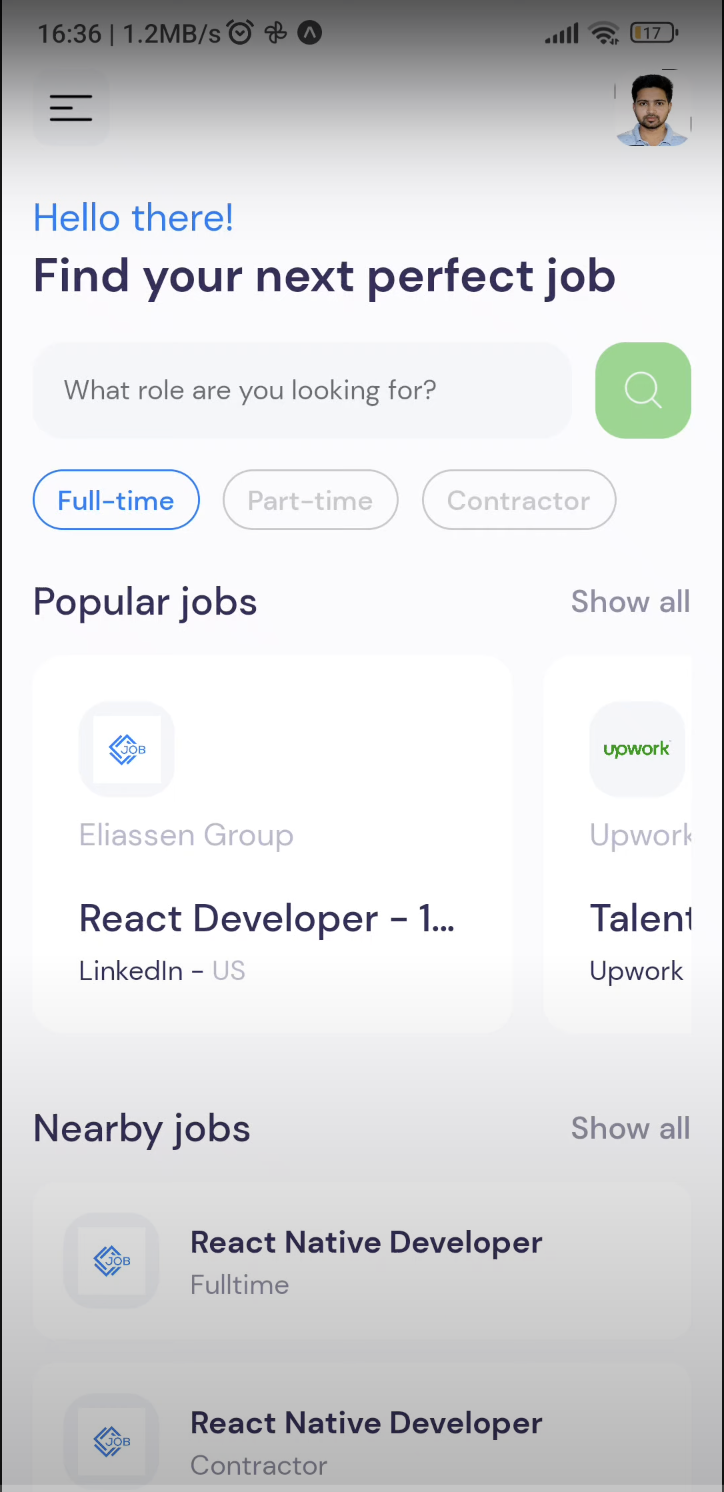 16:36 | 1.2MB/s
17
Hello there!
Find your next perfect job
What role are you looking for?
Full-time Part-time Contractor
Popular jobs Show all
JOB upwork
Eliassen Group Upwork
React Developer - 1... Talent
LinkedIn - US Upwork
Nearby jobs Show all
JOB
React Native Developer
Fulltime
JOB
React Native Developer
Contractor